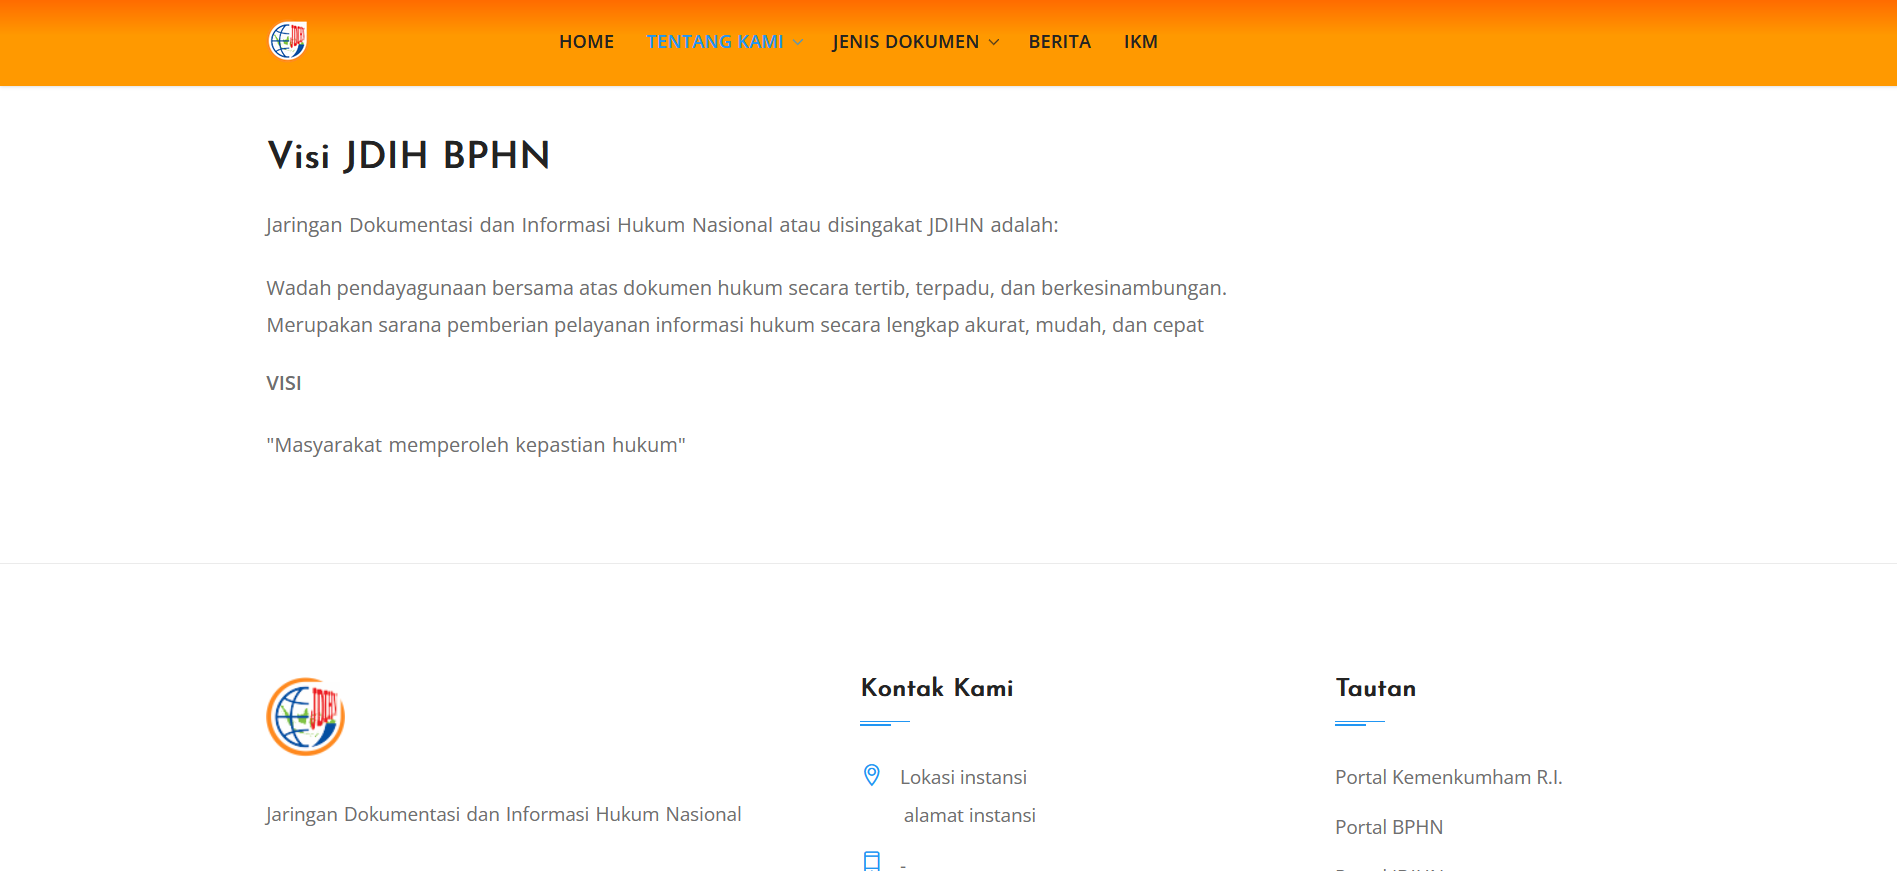 HOME TENTANG KAMI JENIS DOKUMEN BERITA IKM
Visi JDIH BPHN
Jaringan Dokumentasi dan Informasi Hukum Nasional atau disingakat JDIHN adalah:
Wadah pendayagunaan bersama atas dokumen hukum secara tertib, terpadu, dan berkesinambungan.
Merupakan sarana pemberian pelayanan informasi hukum secara lengkap akurat, mudah, dan cepat
VISI
"Masyarakat memperoleh kepastian hukum"
JDIHN
Jaringan Dokumentasi dan Informasi Hukum Nasional
Kontak Kami
Lokasi instansi
alamat instansi
-
Tautan
Portal Kemenkumham R.I.
Portal BPHN